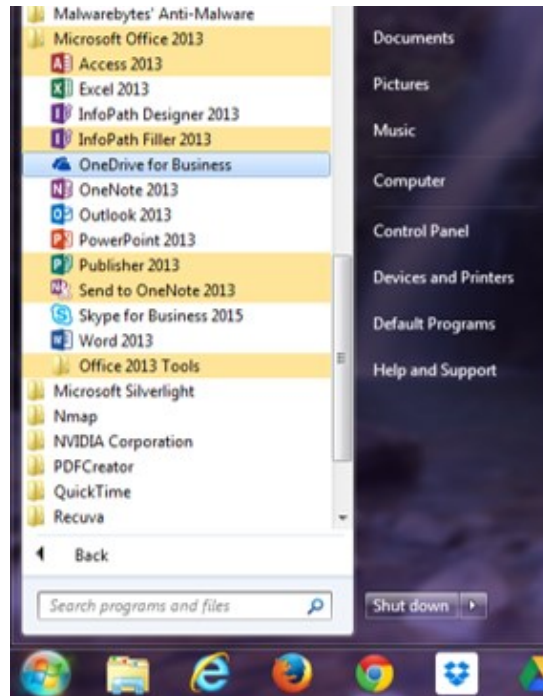 Malwarebytes' Anti-Malware
Microsoft Office 2013
Access 2013
Excel 2013
InfoPath Designer 2013
InfoPath Filler 2013
OneDrive for Business
OneNote 2013
Outlook 2013
PowerPoint 2013
Publisher 2013
Send to OneNote 2013
Skype for Business 2015
Word 2013
Office 2013 Tools
Microsoft Silverlight
Nmap
NVIDIA Corporation
PDFCreator
QuickTime
Recuva
Back
Search programs and files
Documents
Pictures
Music
Computer
Control Panel
Devices and Printers
Default Programs
Help and Support
Shut down